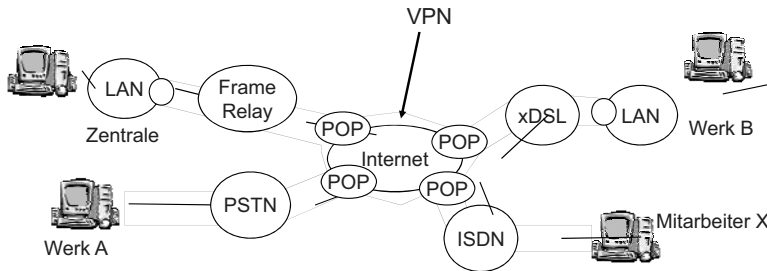 VPN
LAN
Frame
Relay
Zentrale
POP
POP
xDSL
LAN
Werk B
Internet
POP
POP
PSTN
Werk A
ISDN
Mitarbeiter X